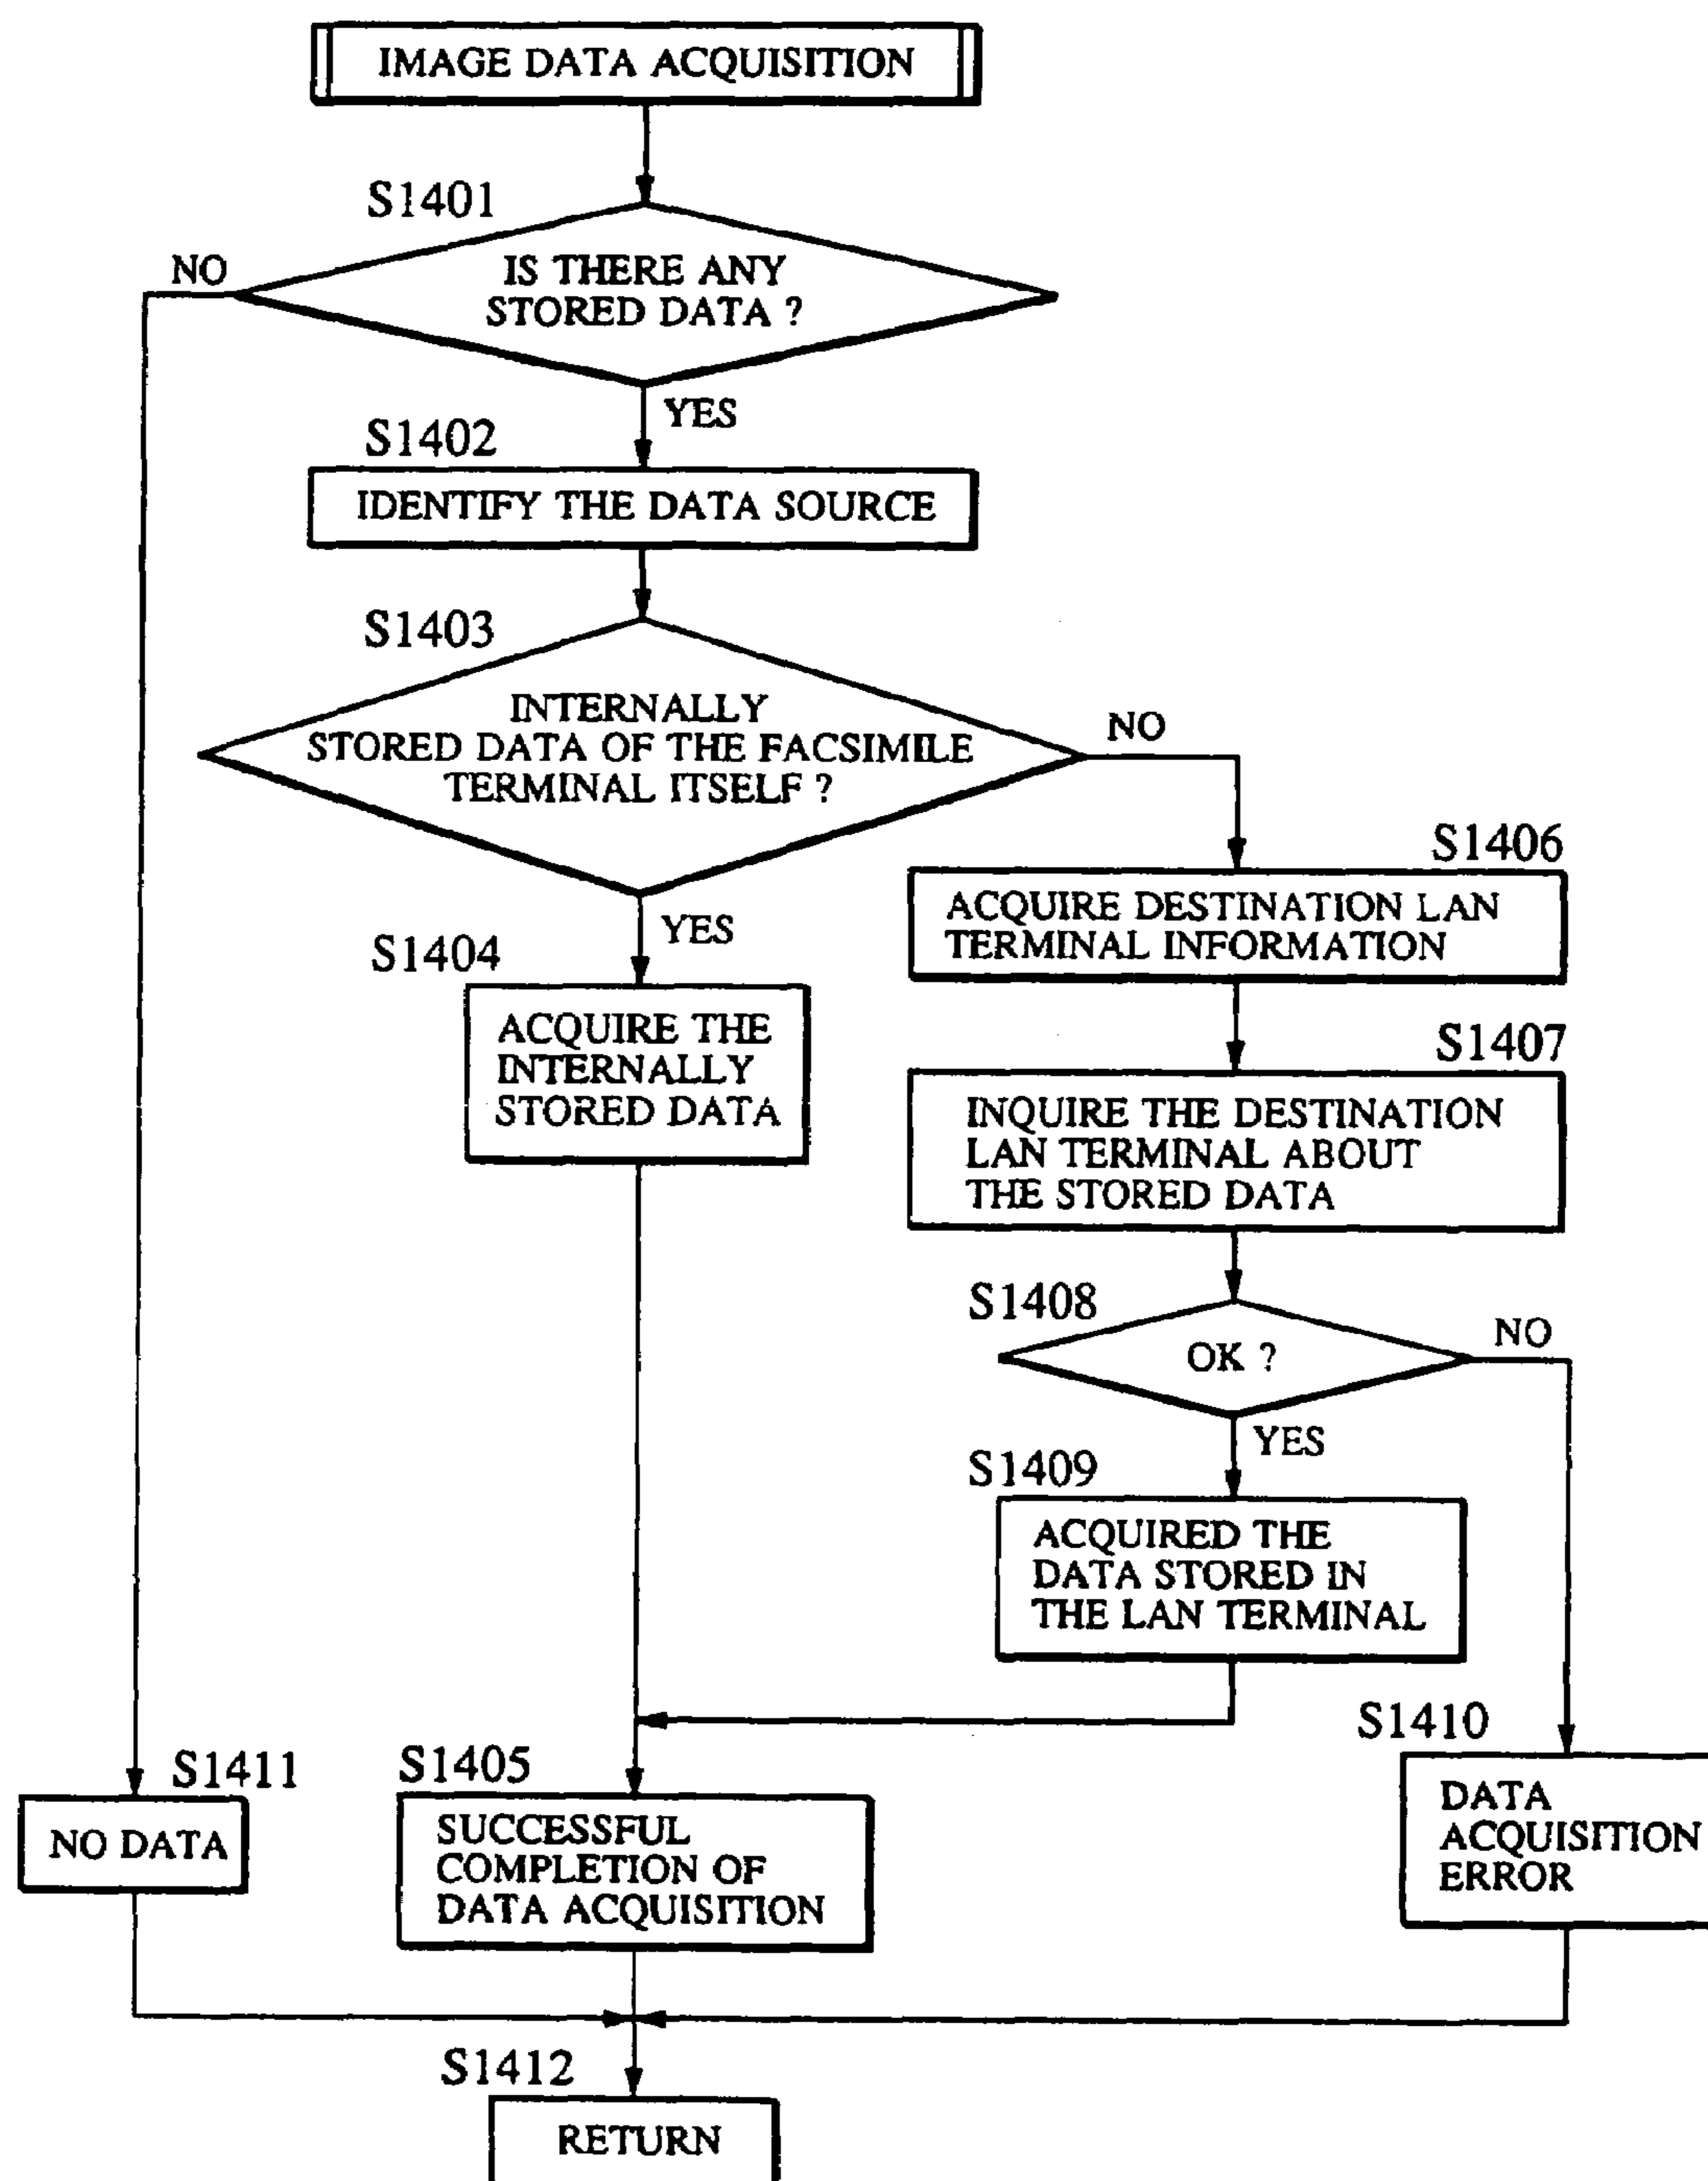 IMAGE DATA ACQUISITION
S1401
NO
IS THERE ANY
STORED DATA ?
YES
S1402
IDENTIFY THE DATA SOURCE
S1403
INTERNALLY
STORED DATA OF THE FACSIMILE
TERMINAL ITSELF ?
NO
YES
S1404
ACQUIRE THE
INTERNALLY
STORED DATA
S1406
ACQUIRE DESTINATION LAN
TERMINAL INFORMATION
S1407
INQUIRE THE DESTINATION
LAN TERMINAL ABOUT
THE STORED DATA
S1408
OK ?
NO
YES
S1409
ACQUIRED THE
DATA STORED IN
THE LAN TERMINAL
S1411
NO DATA
S1405
SUCCESSFUL
COMPLETION OF
DATA ACQUISITION
S1410
DATA
ACQUISITION
ERROR
S1412
RETURN